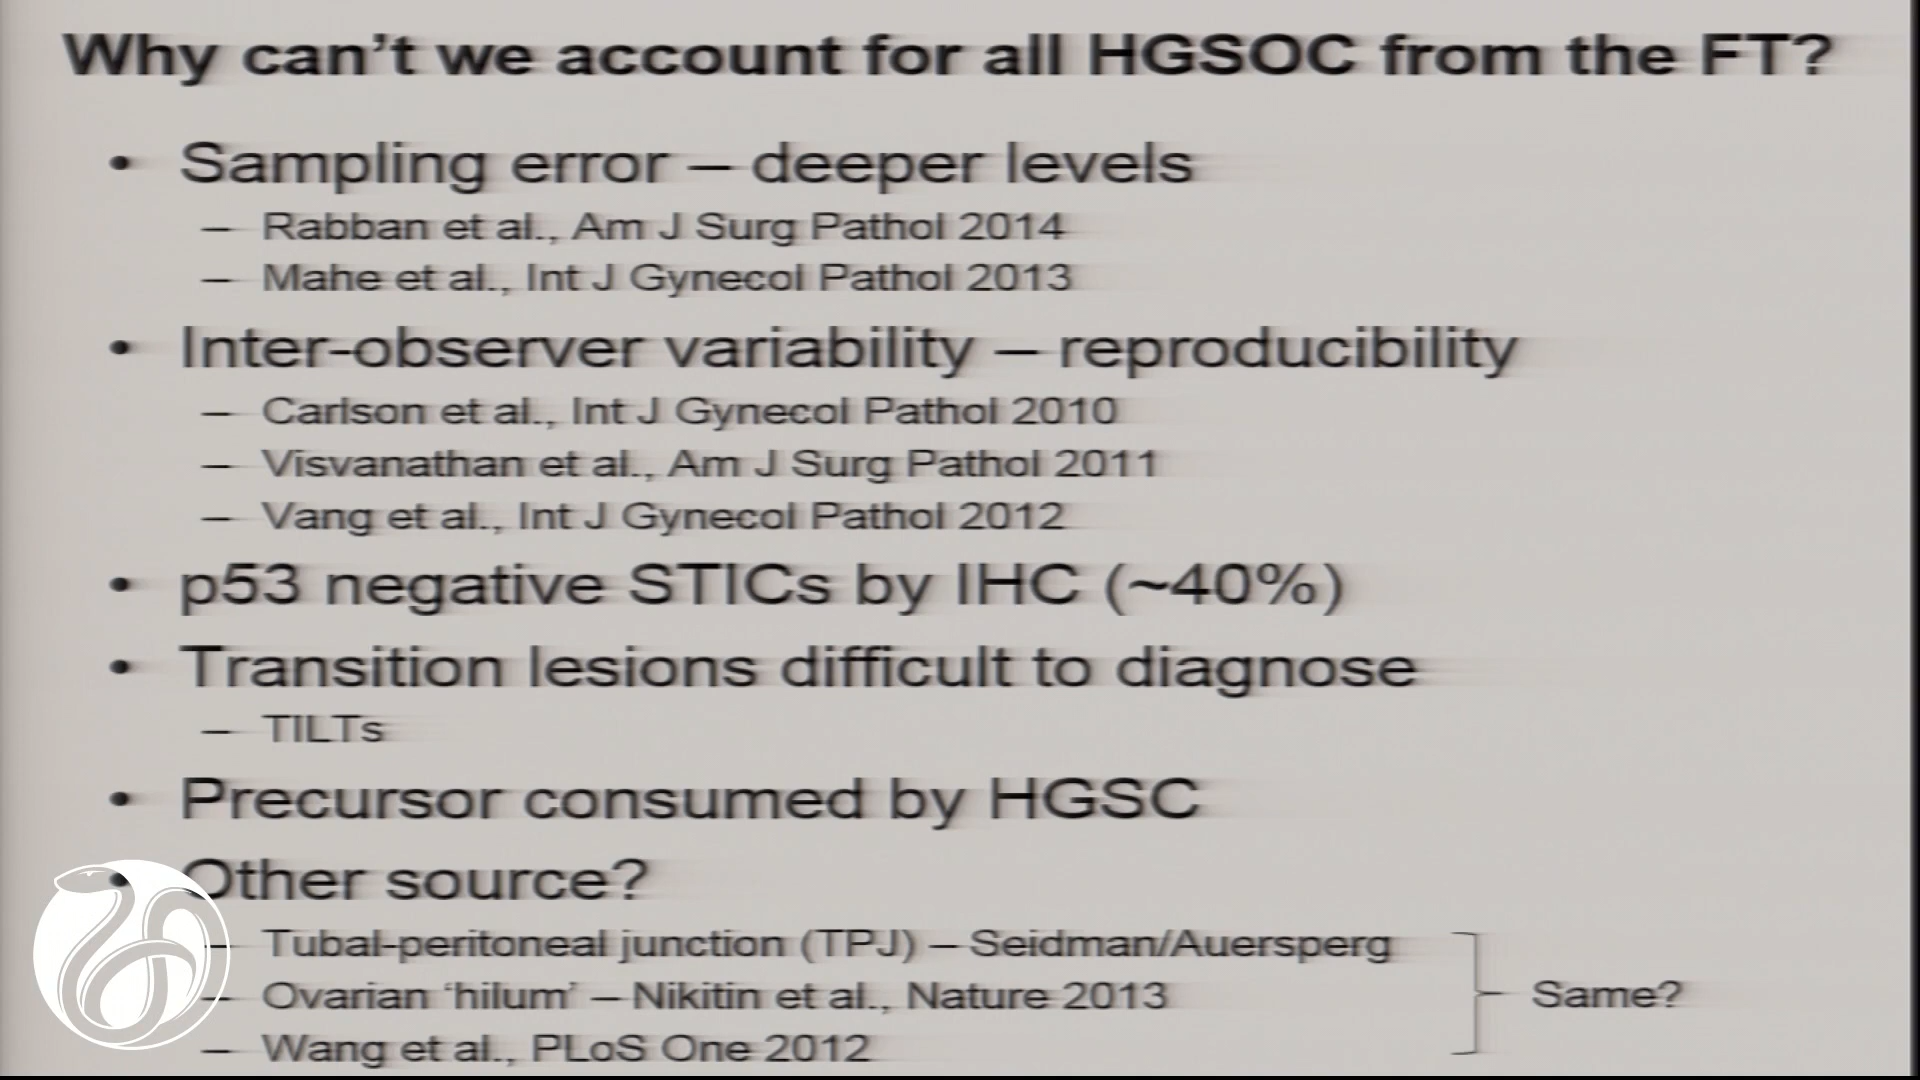 Why can't we account for all HGSOC from the FT?
• Sampling error – deeper levels
– Rabban et al., Am J Surg Pathol 2014
– Mahe et al., Int J Gynecol Pathol 2013
• Inter-observer variability – reproducibility
– Carlson et al., Int J Gynecol Pathol 2010
– Visvanathan et al., Am J Surg Pathol 2011
– Vang et al., Int J Gynecol Pathol 2012
• p53 negative STICs by IHC (~40%)
• Transition lesions difficult to diagnose
– TILTs
• Precursor consumed by HGSC
• Other source?
– Tubal-peritoneal junction (TPJ) – Seidman/Auersperg
– Ovarian ‘hilum’ – Nikitin et al., Nature 2013
Same?
– Wang et al., PLoS One 2012